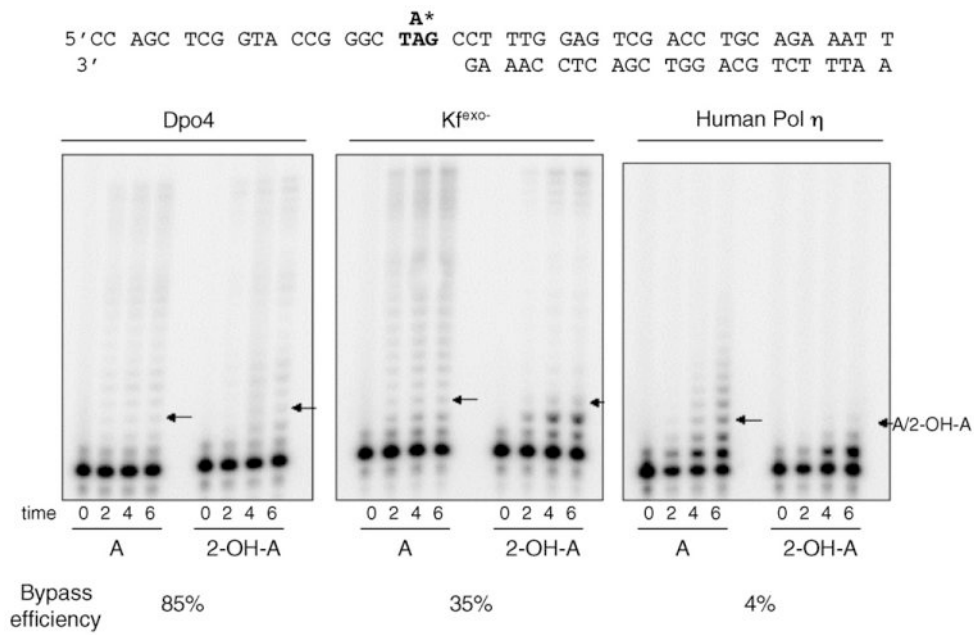 A*
5'CC AGC TCG GTA CCG GGC TAG CCT TTG GAG TCG ACC TGC AGA AAT T
3' GA AAC CTC AGC TGG ACG TCT TTA A
Dpo4 Kfexo- Human Pol η
A/2-OH-A
time 0 2 4 6 0 2 4 6 0 2 4 6 0 2 4 6 0 2 4 6 0 2 4 6
A 2-OH-A A 2-OH-A A 2-OH-A
Bypass
efficiency 85% 35% 4%